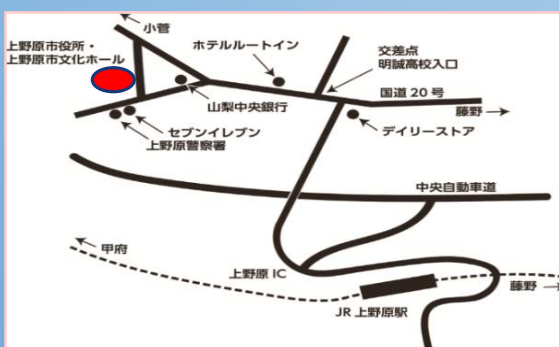 小菅
上野原市役所・
上野原市文化ホール
ホテルルートイン
交差点
明誠高校入口
国道20号
藤野
山梨中央銀行
セブンイレブン
上野原警察署
デイリーストア
中央自動車道
甲府
上野原IC
藤野
JR上野原駅